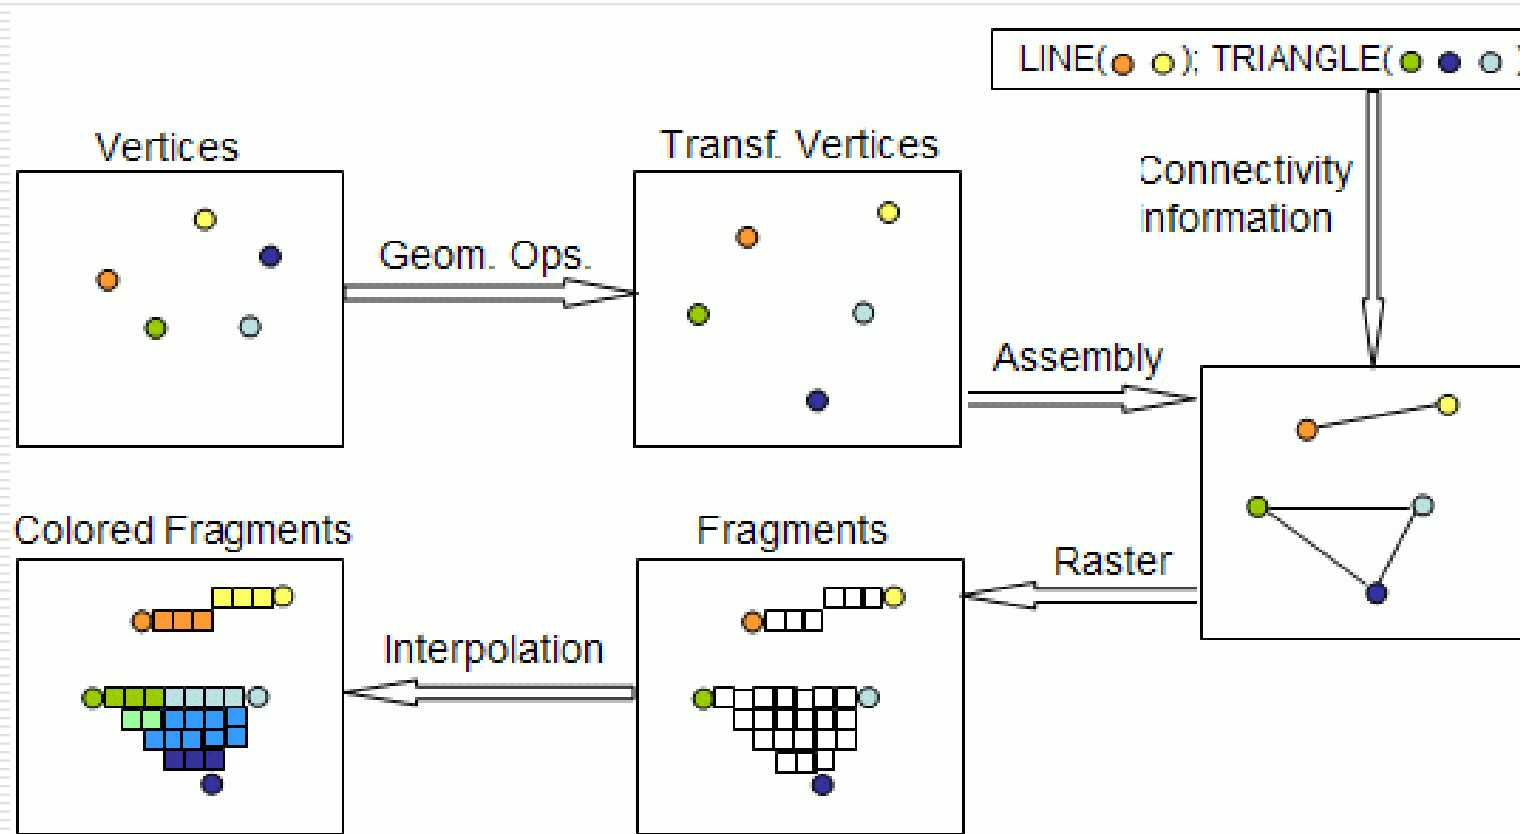 LINE( ); TRIANGLE( )
Vertices
Transf. Vertices
Connectivity
information
Geom. Ops.
Assembly
Colored Fragments
Fragments
Raster
Interpolation